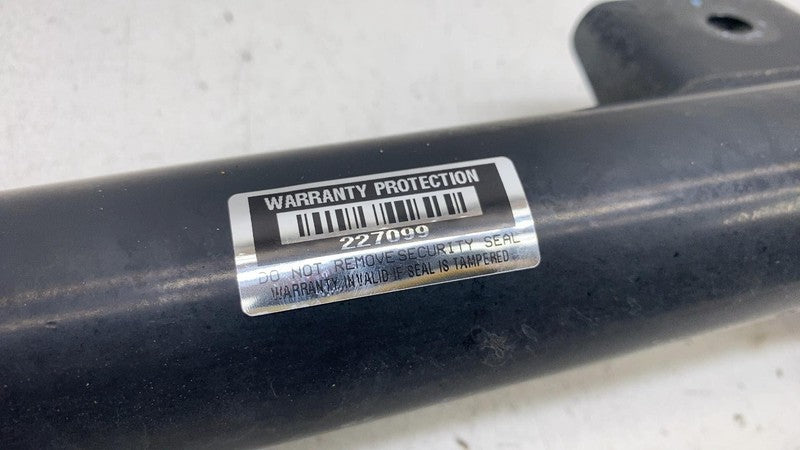 WARRANTY PROTECTION
227099
DO NOT REMOVE SECURITY SEAL
WARRANTY INVALID IF SEAL IS TAMPERED